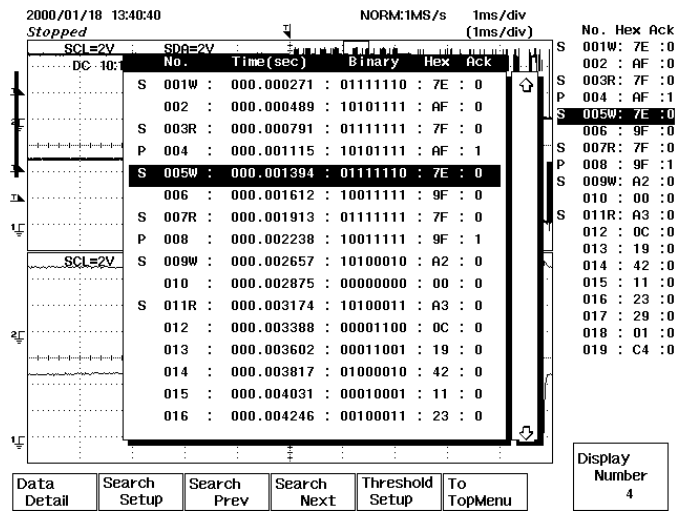 2000/01/18 13:40:40 NORM:1MS/s 1ms/div
Stopped (1ms/div)
SCL=2V SDA=2V
DC 10:1
No. Time(sec) Binary Hex Ack
S 001W : 000.000271 : 01111110 : 7E : 0
002 : 000.000489 : 10101111 : AF : 0
S 003R : 000.000791 : 01111111 : 7F : 0
P 004 : 000.001115 : 10101111 : AF : 1
S 005W : 000.001394 : 01111110 : 7E : 0
006 : 000.001612 : 10011111 : 9F : 0
S 007R : 000.001913 : 01111111 : 7F : 0
P 008 : 000.002238 : 10011111 : 9F : 1
S 009W : 000.002657 : 10100010 : A2 : 0
010 : 000.002875 : 00000000 : 00 : 0
S 011R : 000.003174 : 10100011 : A3 : 0
012 : 000.003388 : 00001100 : 0C : 0
013 : 000.003602 : 00011001 : 19 : 0
014 : 000.003817 : 01000010 : 42 : 0
015 : 000.004031 : 00010001 : 11 : 0
016 : 000.004246 : 00100011 : 23 : 0
SCL=2V
No. Hex Ack
S 001W: 7E :0
002 : AF :0
S 003R: 7F :0
P 004 : AF :1
S 005W: 7E :0
006 : 9F :0
S 007R: 7F :0
P 008 : 9F :1
S 009W: A2 :0
010 : 00 :0
S 011R: A3 :0
012 : 0C :0
013 : 19 :0
014 : 42 :0
015 : 11 :0
016 : 23 :0
017 : 29 :0
018 : 01 :0
019 : C4 :0
Display
Number
4
Data Detail
Search Setup
Search Prev
Search Next
Threshold Setup
To TopMenu